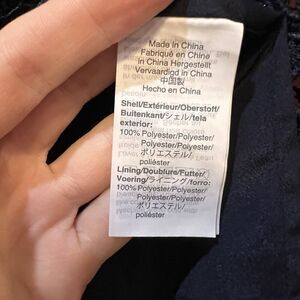 Made in China
Fabriqué en Chine
in China Hergestellt
Vervaardigd in China
中国製
Hecho en China
Shell/Extérieur/Oberstoff/
Buitenkant/シェル/tela
exterior:
100% Polyester/Polyester/
Polyester/Polyester/
ポリエステル/
poliéster
Lining/Doublure/Futter/
Voering/ライニング/forro:
100% Polyester/Polyester/
Polyester/Polyester/
ポリエステル/
poliéster